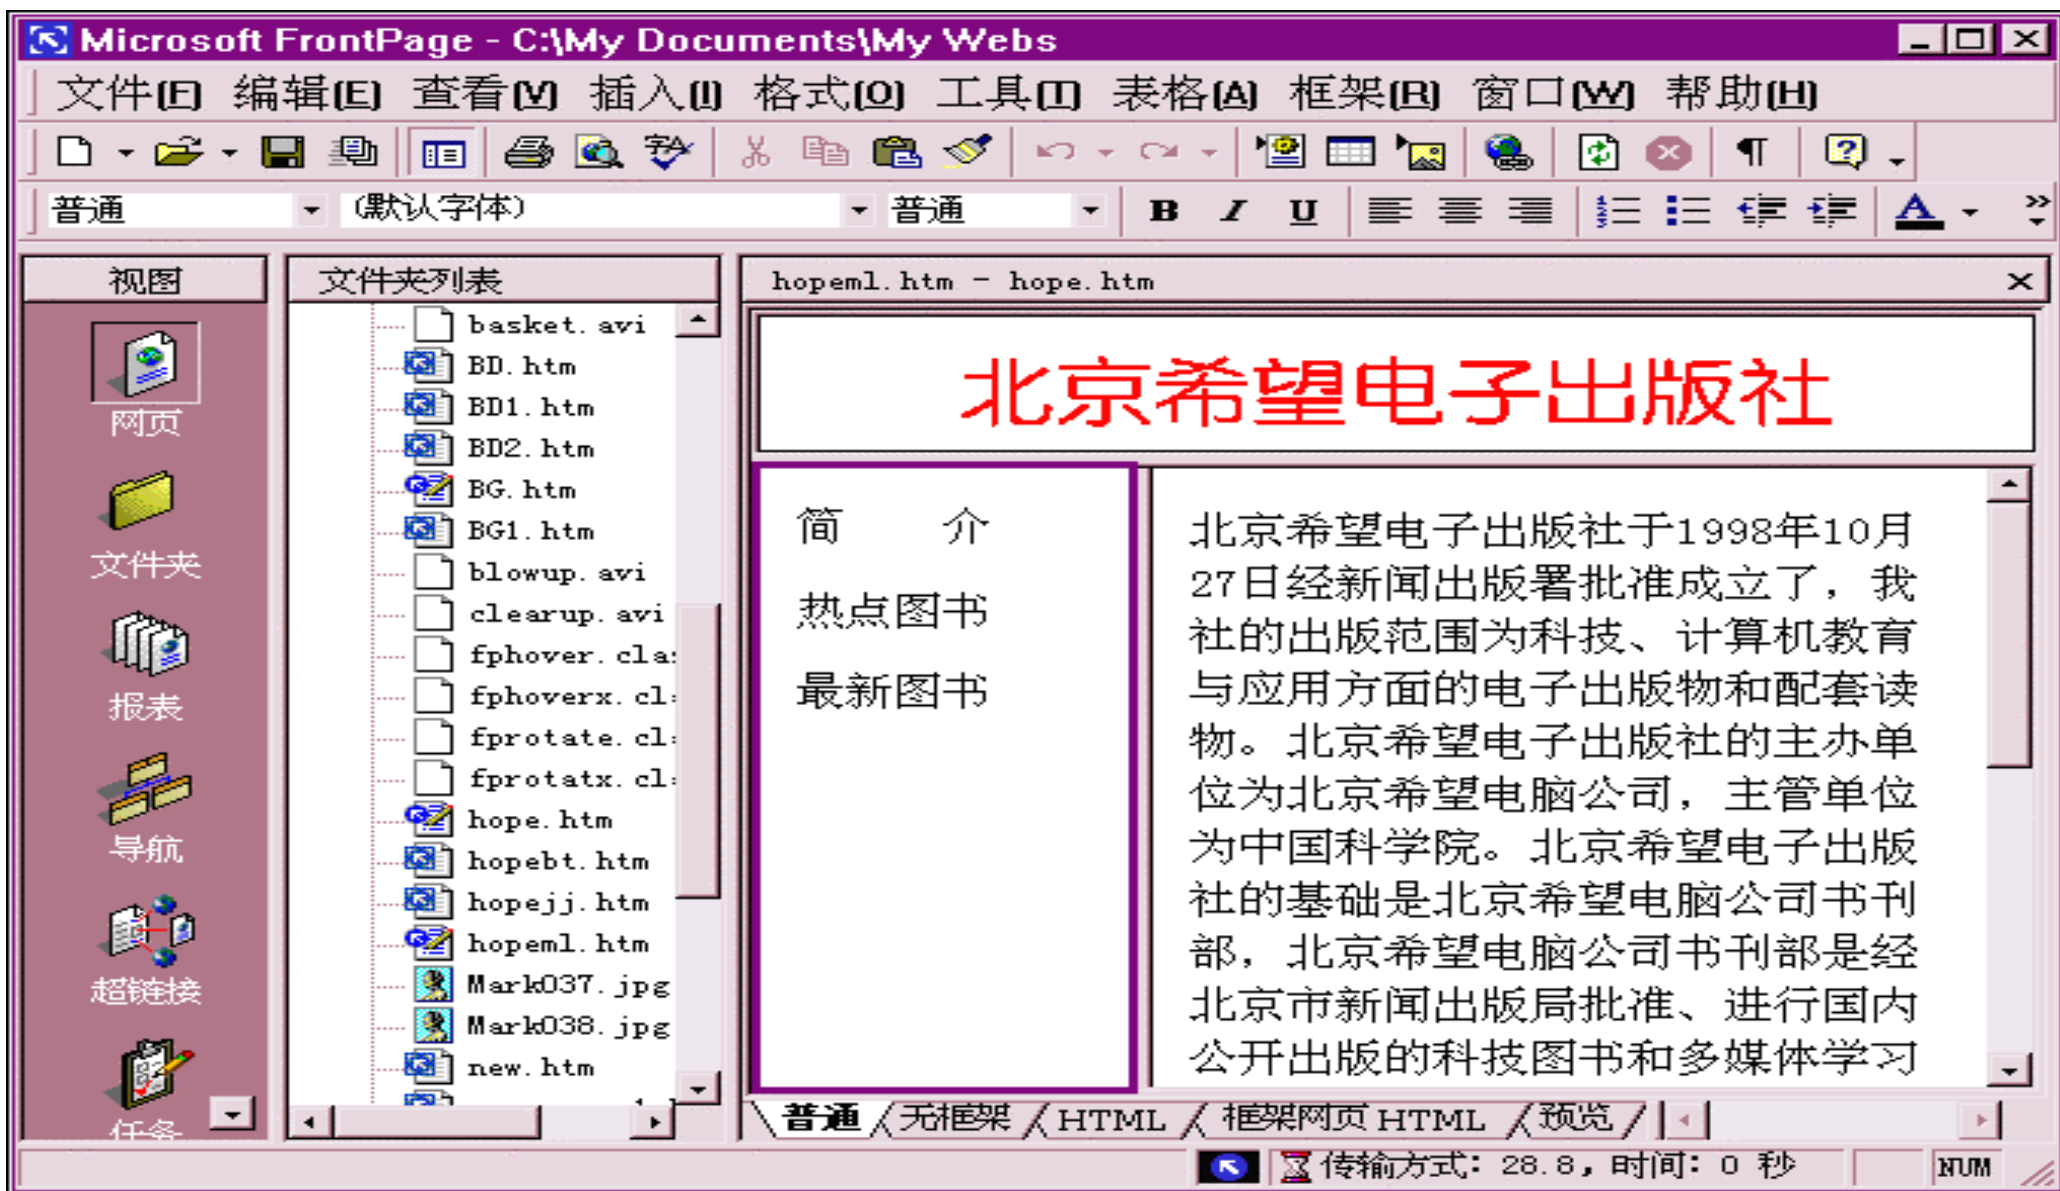 Microsoft FrontPage - C:\My Documents\My Webs
文件(F) 编辑(E) 查看(V) 插入(I) 格式(O) 工具(T) 表格(A) 框架(R) 窗口(W) 帮助(H)
普通 (默认字体) 普通 B I U A
视图
网页
文件夹
报表
导航
超链接
任务
文件夹列表
basket.avi
BD.htm
BD1.htm
BD2.htm
BG.htm
BG1.htm
blowup.avi
clearup.avi
fphover.cla
fphoverx.cl
fprotate.cl
fprotatx.cl
hope.htm
hopebt.htm
hopejj.htm
hopeml.htm
Mark037.jpg
Mark038.jpg
new.htm
hopeml.htm - hope.htm
北京希望电子出版社
简 介
热点图书
最新图书
北京希望电子出版社于1998年10月
27日经新闻出版署批准成立了，我
社的出版范围为科技、计算机教育
与应用方面的电子出版物和配套读
物。北京希望电子出版社的主办单
位为北京希望电脑公司，主管单位
为中国科学院。北京希望电子出版
社的基础是北京希望电脑公司书刊
部，北京希望电脑公司书刊部是经
北京市新闻出版局批准、进行国内
公开出版的科技图书和多媒体学习
普通 无框架 HTML 框架网页 HTML 预览
传输方式：28.8，时间：0 秒 NUM